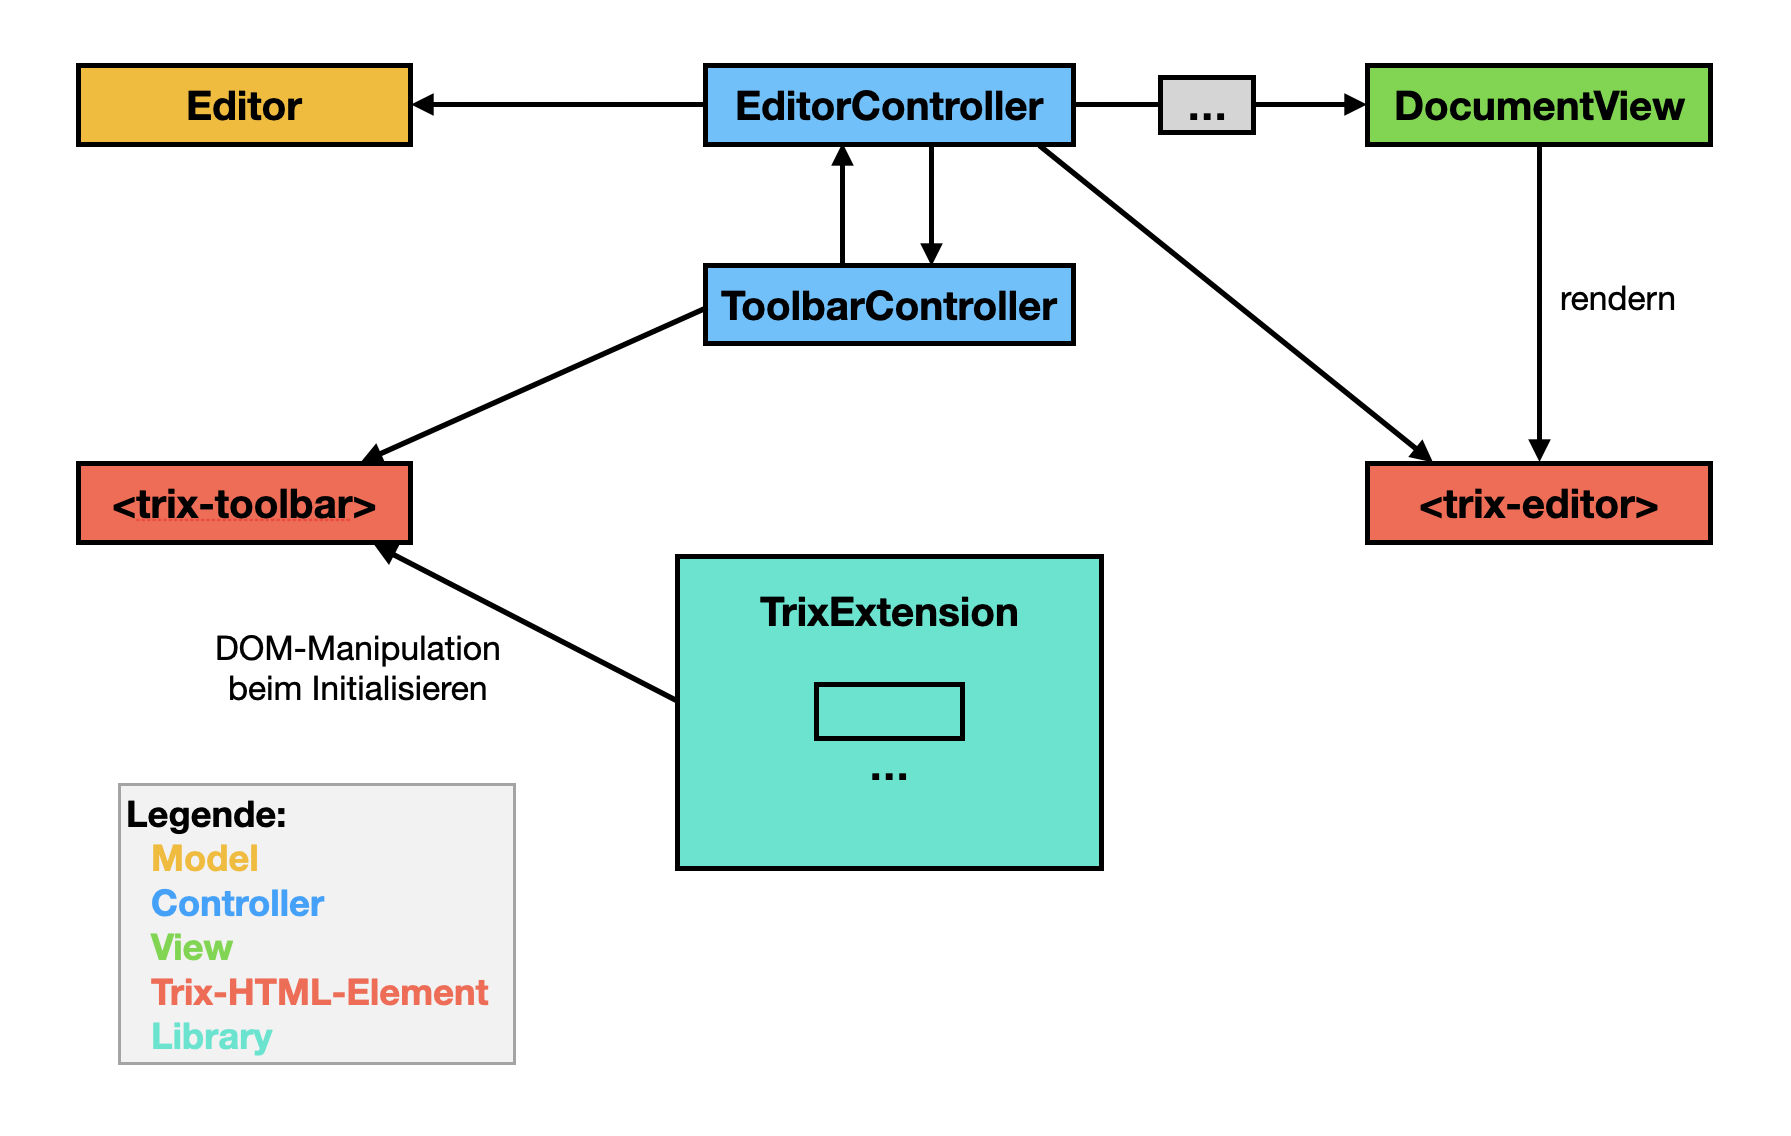 Editor
EditorController
...
DocumentView
ToolbarController
rendern
<trix-toolbar>
<trix-editor>
TrixExtension
DOM-Manipulation
beim Initialisieren
...
Legende:
Model
Controller
View
Trix-HTML-Element
Library